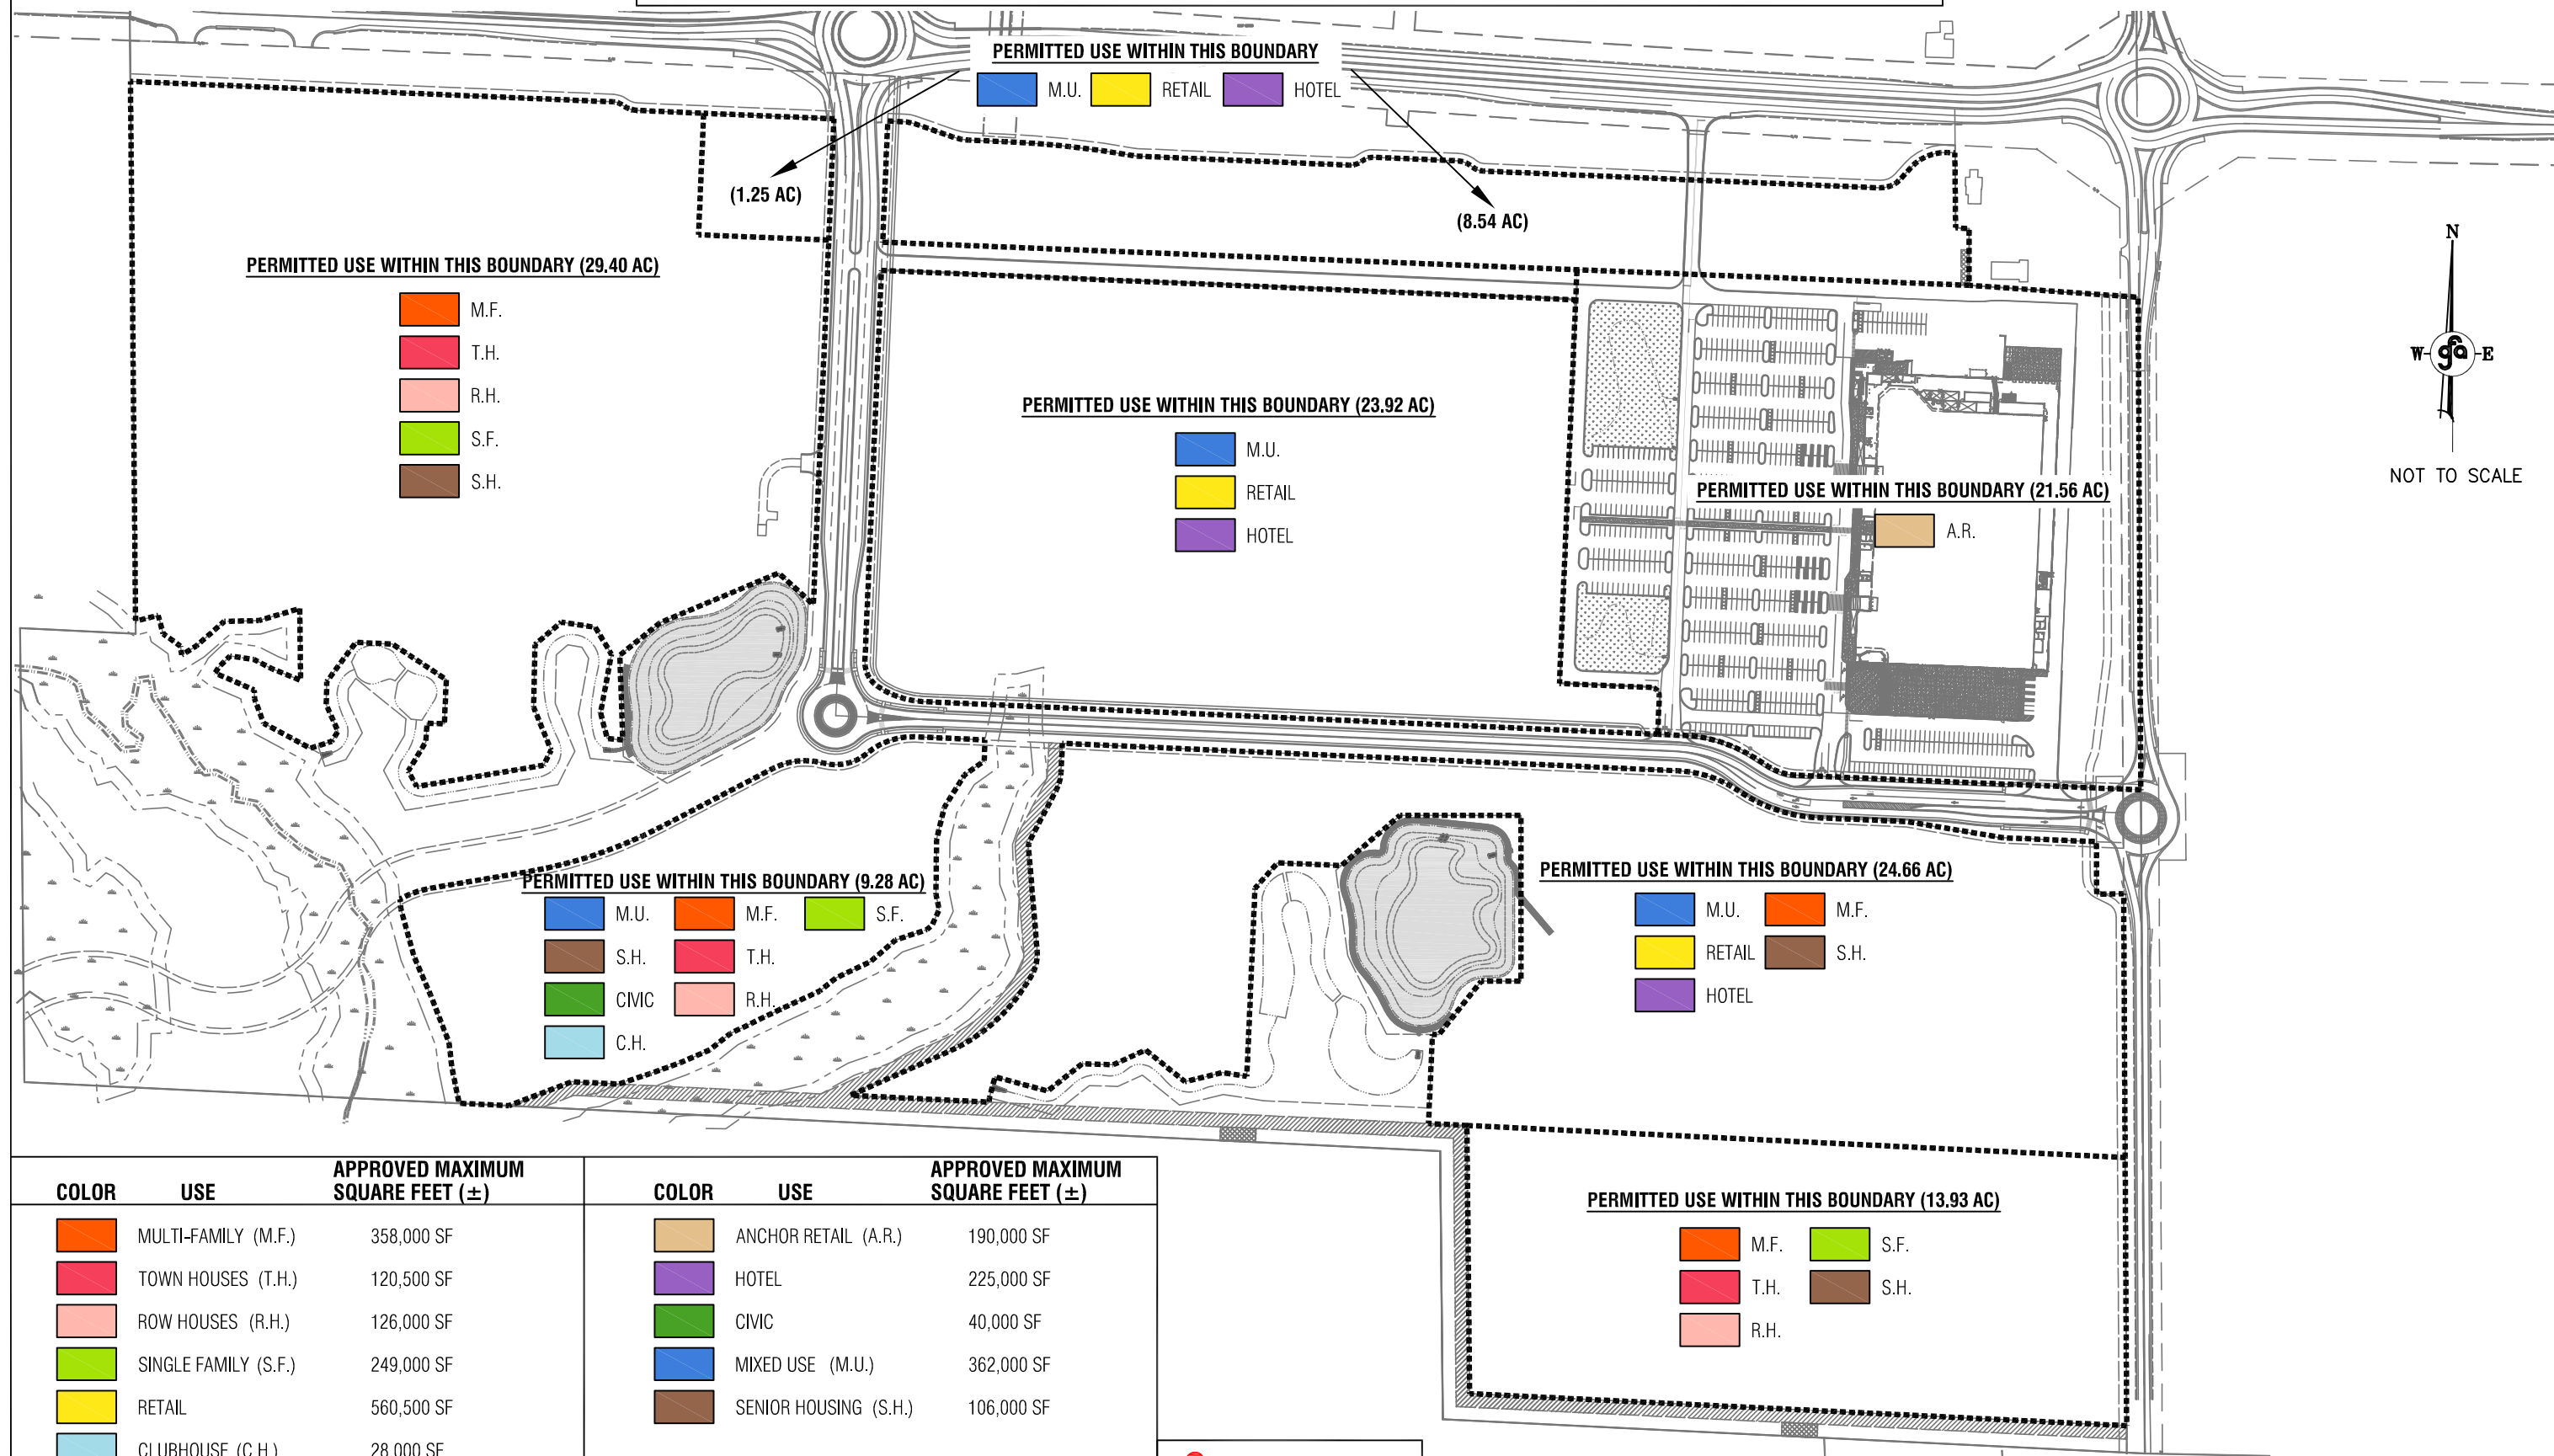 PERMITTED USE WITHIN THIS BOUNDARY
M.U. RETAIL HOTEL
(1.25 AC)
(8.54 AC)
PERMITTED USE WITHIN THIS BOUNDARY (29.40 AC)
M.F.
T.H.
R.H.
S.F.
S.H.
PERMITTED USE WITHIN THIS BOUNDARY (23.92 AC)
M.U.
RETAIL
HOTEL
PERMITTED USE WITHIN THIS BOUNDARY (21.56 AC)
A.R.
N
W gfa E
NOT TO SCALE
PERMITTED USE WITHIN THIS BOUNDARY (9.28 AC)
M.U. M.F. S.F.
S.H. T.H.
CIVIC R.H.
C.H.
PERMITTED USE WITHIN THIS BOUNDARY (24.66 AC)
M.U. M.F.
RETAIL S.H.
HOTEL
PERMITTED USE WITHIN THIS BOUNDARY (13.93 AC)
M.F. S.F.
T.H. S.H.
R.H.
COLOR USE APPROVED MAXIMUM SQUARE FEET (±)
MULTI-FAMILY (M.F.) 358,000 SF
TOWN HOUSES (T.H.) 120,500 SF
ROW HOUSES (R.H.) 126,000 SF
SINGLE FAMILY (S.F.) 249,000 SF
RETAIL 560,500 SF
CLUBHOUSE (C.H.) 28,000 SF
COLOR USE APPROVED MAXIMUM SQUARE FEET (±)
ANCHOR RETAIL (A.R.) 190,000 SF
HOTEL 225,000 SF
CIVIC 40,000 SF
MIXED USE (M.U.) 362,000 SF
SENIOR HOUSING (S.H.) 106,000 SF